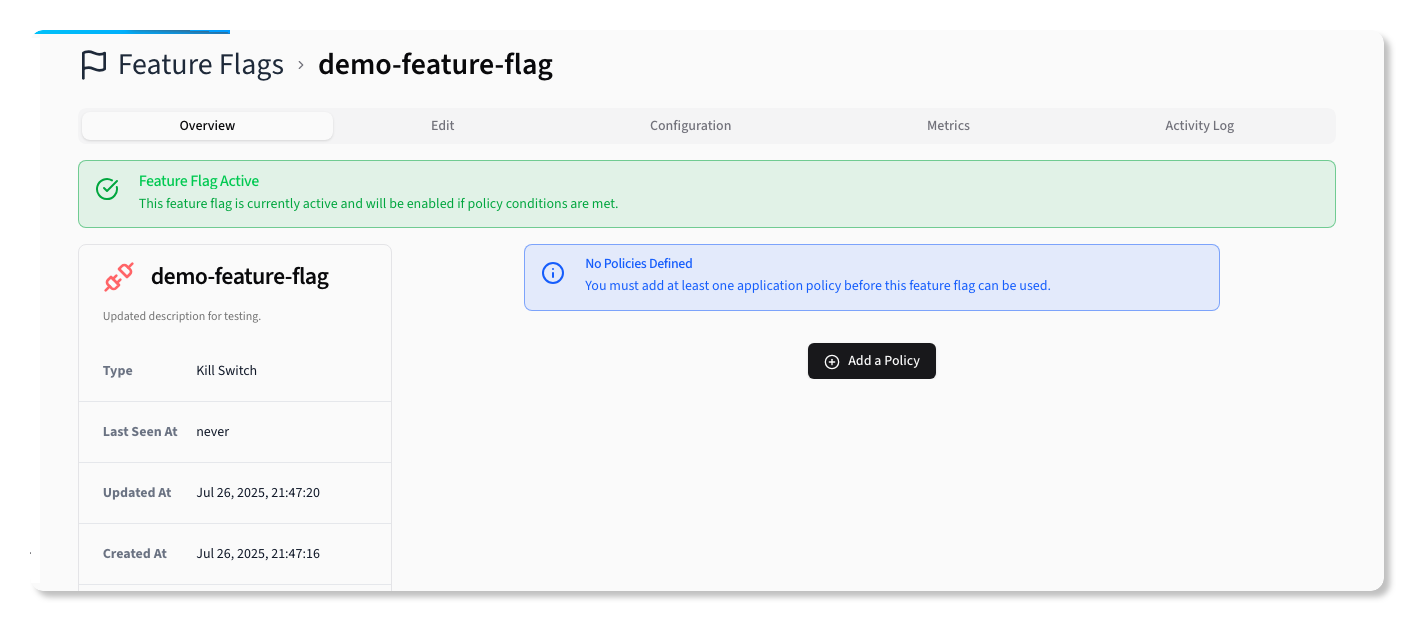 Feature Flags › demo-feature-flag
Overview Edit Configuration Metrics Activity Log
Feature Flag Active
This feature flag is currently active and will be enabled if policy conditions are met.
demo-feature-flag
Updated description for testing.
Type Kill Switch
Last Seen At never
Updated At Jul 26, 2025, 21:47:20
Created At Jul 26, 2025, 21:47:16
No Policies Defined
You must add at least one application policy before this feature flag can be used.
Add a Policy